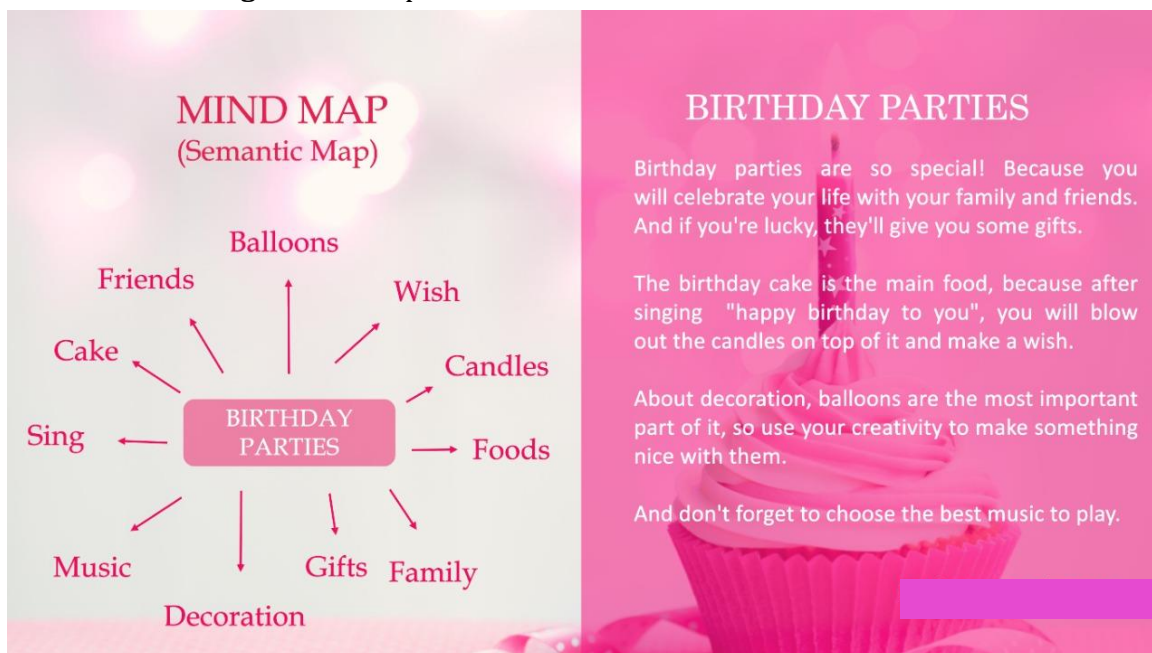 MIND MAP
(Semantic Map)
Balloons
Friends
Wish
Cake
Candles
BIRTHDAY
PARTIES
Sing
Foods
Music
Gifts
Family
Decoration
BIRTHDAY PARTIES
Birthday parties are so special! Because you
will celebrate your life with your family and friends.
And if you're lucky, they'll give you some gifts.
The birthday cake is the main food, because after
singing "happy birthday to you", you will blow
out the candles on top of it and make a wish.
About decoration, balloons are the most important
part of it, so use your creativity to make something
nice with them.
And don't forget to choose the best music to play.